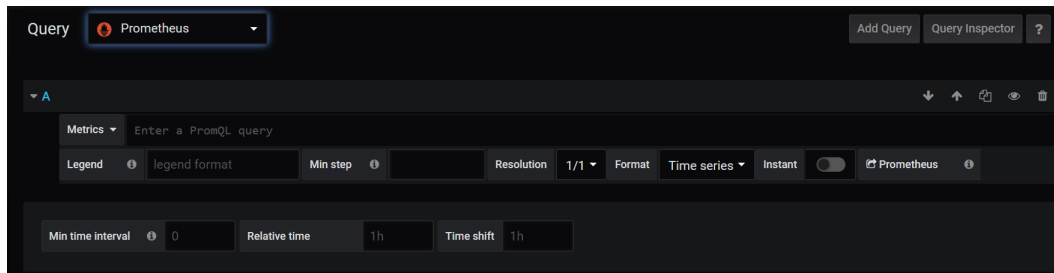 Query Prometheus Add Query Query Inspector ?
A
Metrics Enter a PromQL query
Legend legend format Min step Resolution 1/1 Format Time series Instant Prometheus
Min time interval 0 Relative time 1h Time shift 1h